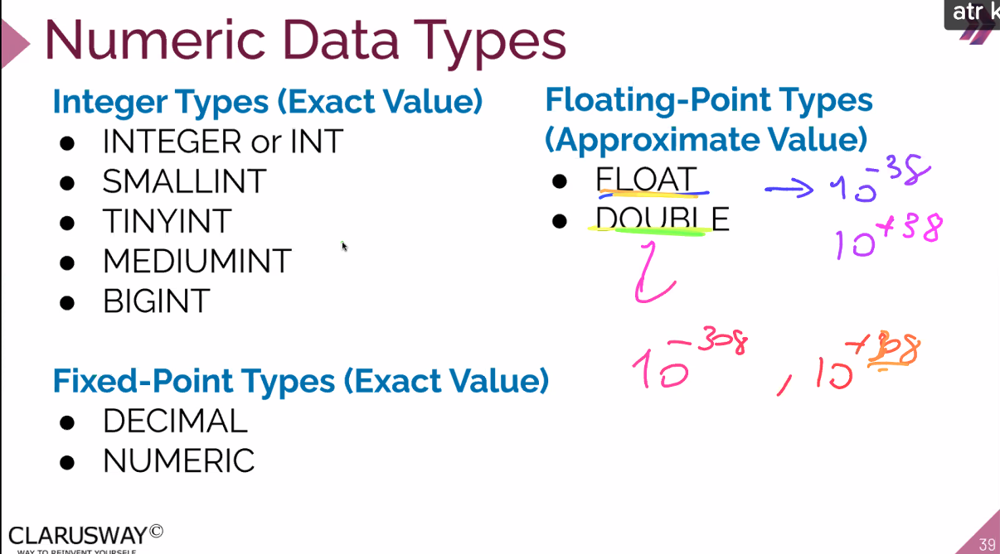 atr k
Numeric Data Types
Integer Types (Exact Value)
● INTEGER or INT
● SMALLINT
● TINYINT
● MEDIUMINT
● BIGINT
Fixed-Point Types (Exact Value)
● DECIMAL
● NUMERIC
Floating-Point Types
(Approximate Value)
● FLOAT → 10^-38
10^+38
● DOUBLE
10^-308 , 10^+308
CLARUSWAY©
WAY TO REINVENT YOURSELF
39